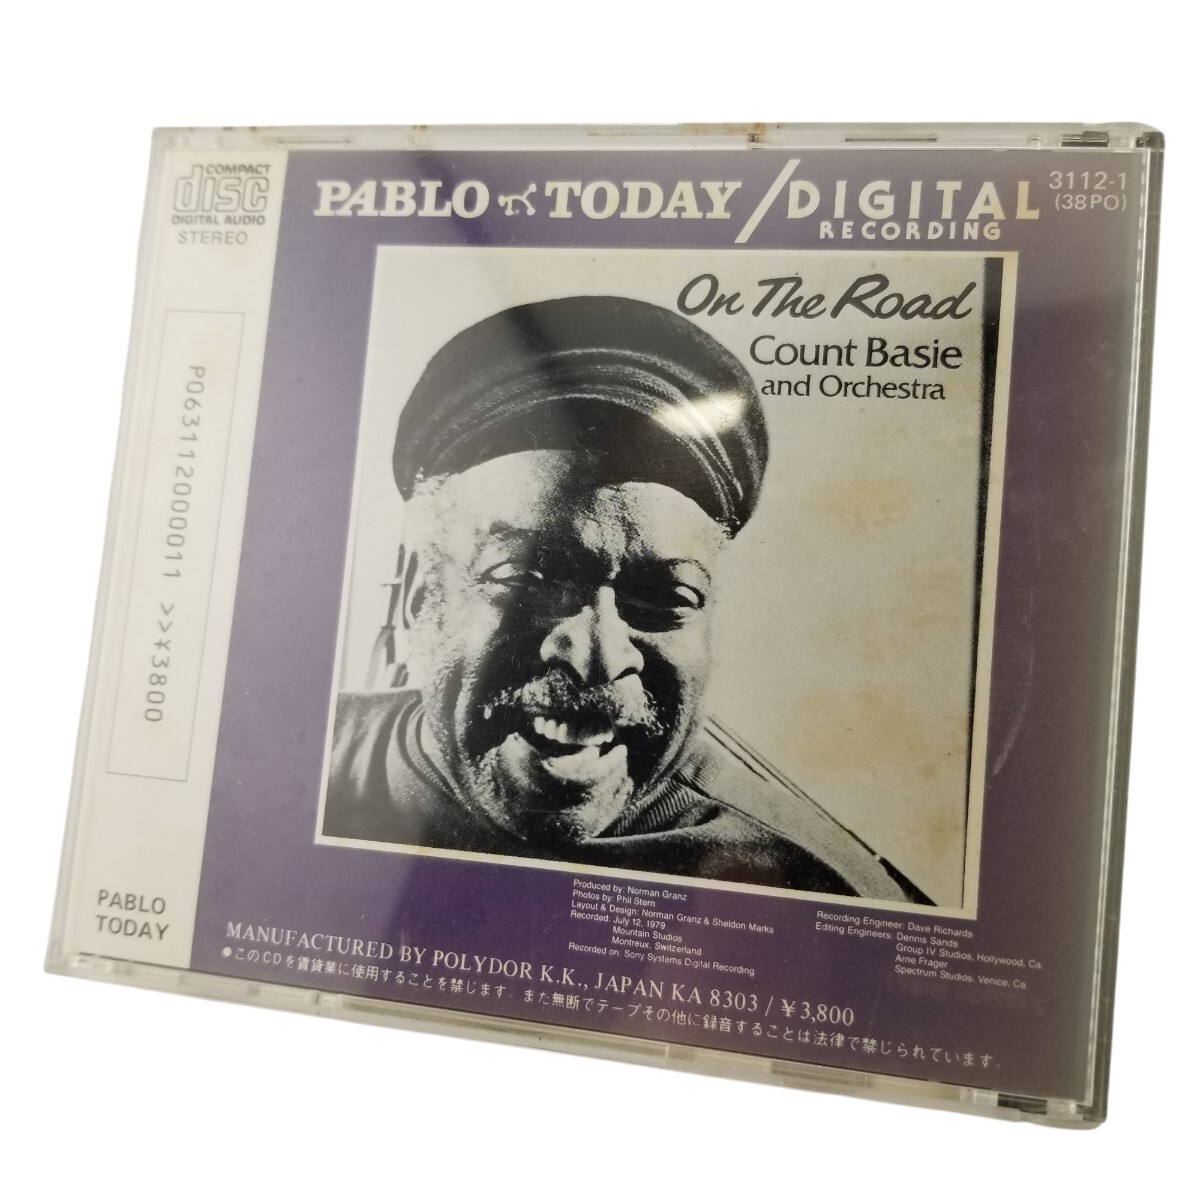 COMPACT
disc
DIGITAL AUDIO
STEREO
P063112000011 >>¥3800
PABLO
TODAY
PABLO TODAY / DIGITAL
RECORDING
3112-1
(38PO)
On The Road
Count Basie
and Orchestra
Produced by: Norman Granz
Photos by: Phil Stern
Layout & Design: Norman Granz & Sheldon Marks
Recorded: July 12, 1979
Mountain Studios
Montreux, Switzerland
Recorded on: Sony Systems Digital Recording
Recording Engineer: Dave Richards
Editing Engineers: Dennis Sands
Group IV Studios, Hollywood, Ca.
Arne Frager
Spectrum Studios, Venice, Ca.
MANUFACTURED BY POLYDOR K.K., JAPAN KA 8303 / ¥3,800
●このCDを賃貸業に使用することを禁じます。また無断でテープその他に録音することは法律で禁じられています。